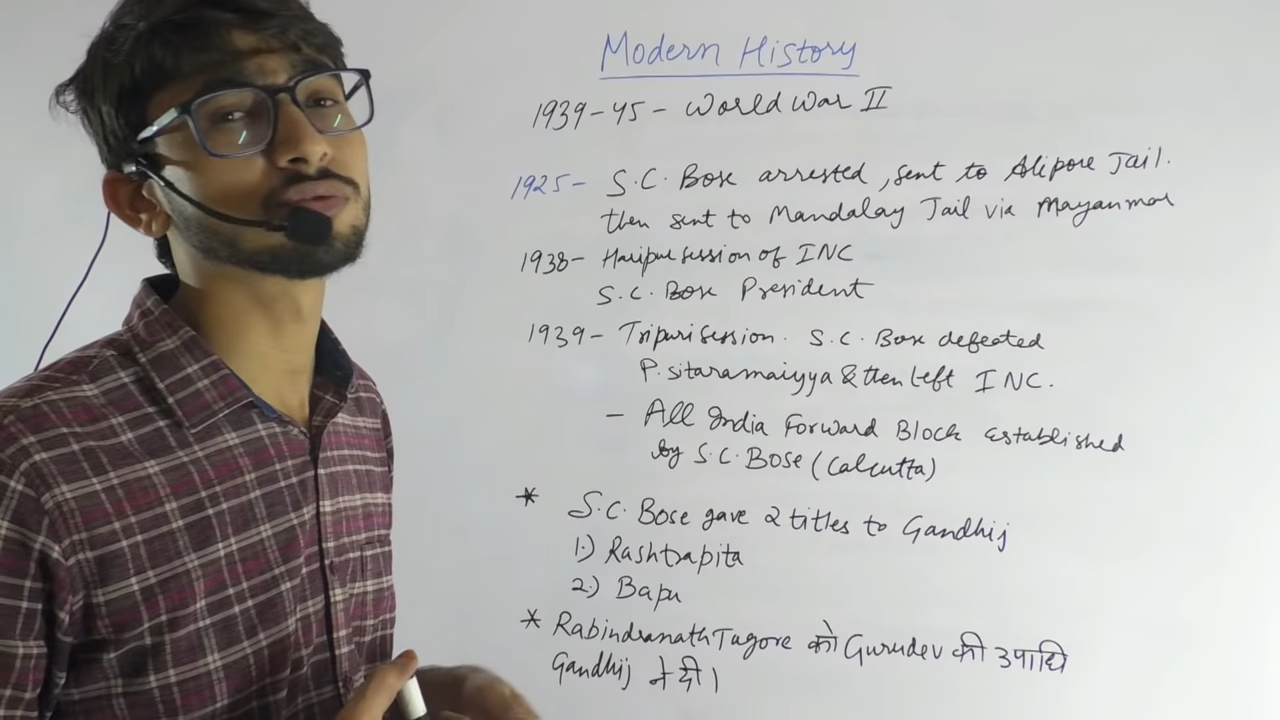 Modern History
1939-45 - World War II
1925- S.C. Bose arrested, sent to Alipore Jail.
then sent to Mandalay Jail via Mayanmar
1938- Haripur session of INC
S.C. Bose President
1939- Tripuri session. S.C. Bose defeated
P. sitaramaiyya & then left INC.
- All India Forward Block established
by S.C. BOSE (Calcutta)
* S.C. Bose gave 2 titles to Gandhij
1.) Rashtrapita
2.) Bapu
* Rabindranath Tagore को Gurudev की उपाधि
Gandhij ने दी।